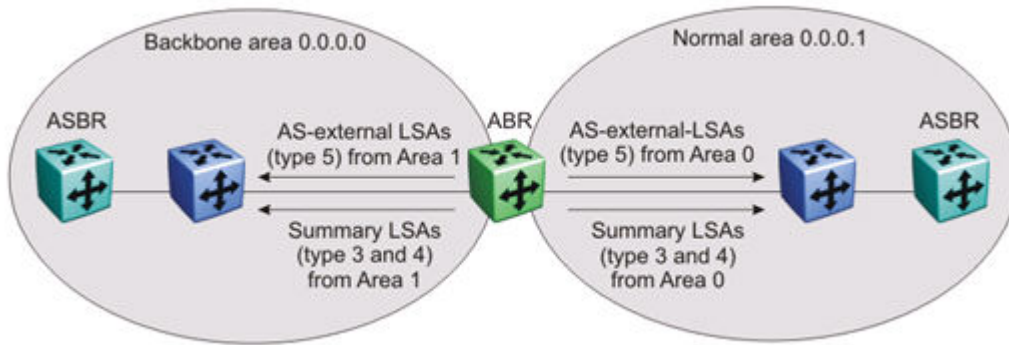 Backbone area 0.0.0.0
Normal area 0.0.0.1
ASBR
AS-external LSAs
(type 5) from Area 1
ABR
AS-external-LSAs
(type 5) from Area 0
ASBR
Summary LSAs
(type 3 and 4)
from Area 1
Summary LSAs
(type 3 and 4)
from Area 0